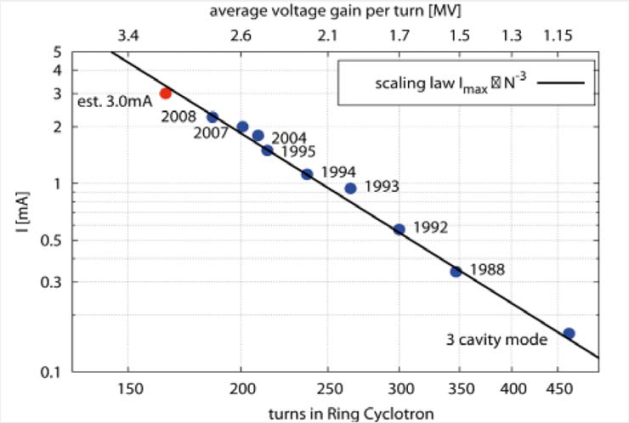 average voltage gain per turn [MV]
3.4 2.6 2.1 1.7 1.5 1.3 1.15
5
4
3
2
1
0.5
0.3
0.1
I [mA]
scaling law Imax ▯ N-3
est. 3.0mA
2008
2007
2004
1995
1994
1993
1992
1988
3 cavity mode
150 200 250 300 350 400 450
turns in Ring Cyclotron